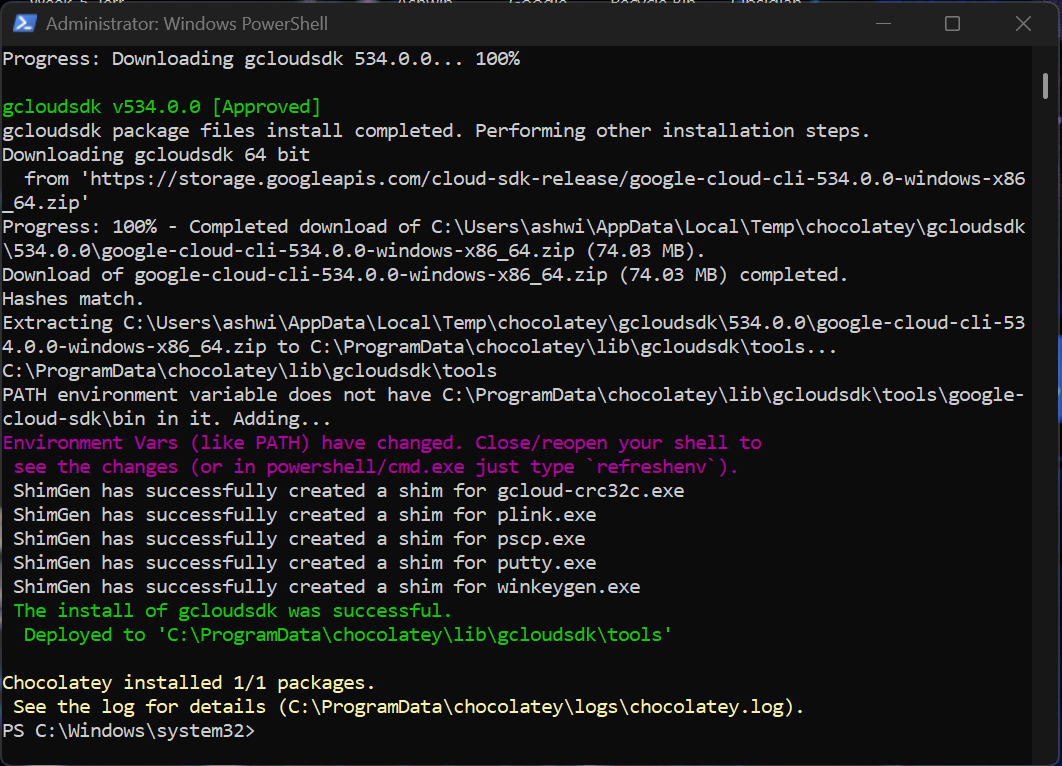 Administrator: Windows PowerShell
Progress: Downloading gcloudsdk 534.0.0... 100%
gcloudsdk v534.0.0 [Approved]
gcloudsdk package files install completed. Performing other installation steps.
Downloading gcloudsdk 64 bit
  from 'https://storage.googleapis.com/cloud-sdk-release/google-cloud-cli-534.0.0-windows-x86
_64.zip'
Progress: 100% - Completed download of C:\Users\ashwi\AppData\Local\Temp\chocolatey\gcloudsdk
\534.0.0\google-cloud-cli-534.0.0-windows-x86_64.zip (74.03 MB).
Download of google-cloud-cli-534.0.0-windows-x86_64.zip (74.03 MB) completed.
Hashes match.
Extracting C:\Users\ashwi\AppData\Local\Temp\chocolatey\gcloudsdk\534.0.0\google-cloud-cli-53
4.0.0-windows-x86_64.zip to C:\ProgramData\chocolatey\lib\gcloudsdk\tools...
C:\ProgramData\chocolatey\lib\gcloudsdk\tools
PATH environment variable does not have C:\ProgramData\chocolatey\lib\gcloudsdk\tools\google-
cloud-sdk\bin in it. Adding...
Environment Vars (like PATH) have changed. Close/reopen your shell to
 see the changes (or in powershell/cmd.exe just type `refreshenv`).
 ShimGen has successfully created a shim for gcloud-crc32c.exe
 ShimGen has successfully created a shim for plink.exe
 ShimGen has successfully created a shim for pscp.exe
 ShimGen has successfully created a shim for putty.exe
 ShimGen has successfully created a shim for winkeygen.exe
 The install of gcloudsdk was successful.
  Deployed to 'C:\ProgramData\chocolatey\lib\gcloudsdk\tools'
Chocolatey installed 1/1 packages.
 See the log for details (C:\ProgramData\chocolatey\logs\chocolatey.log).
PS C:\Windows\system32>